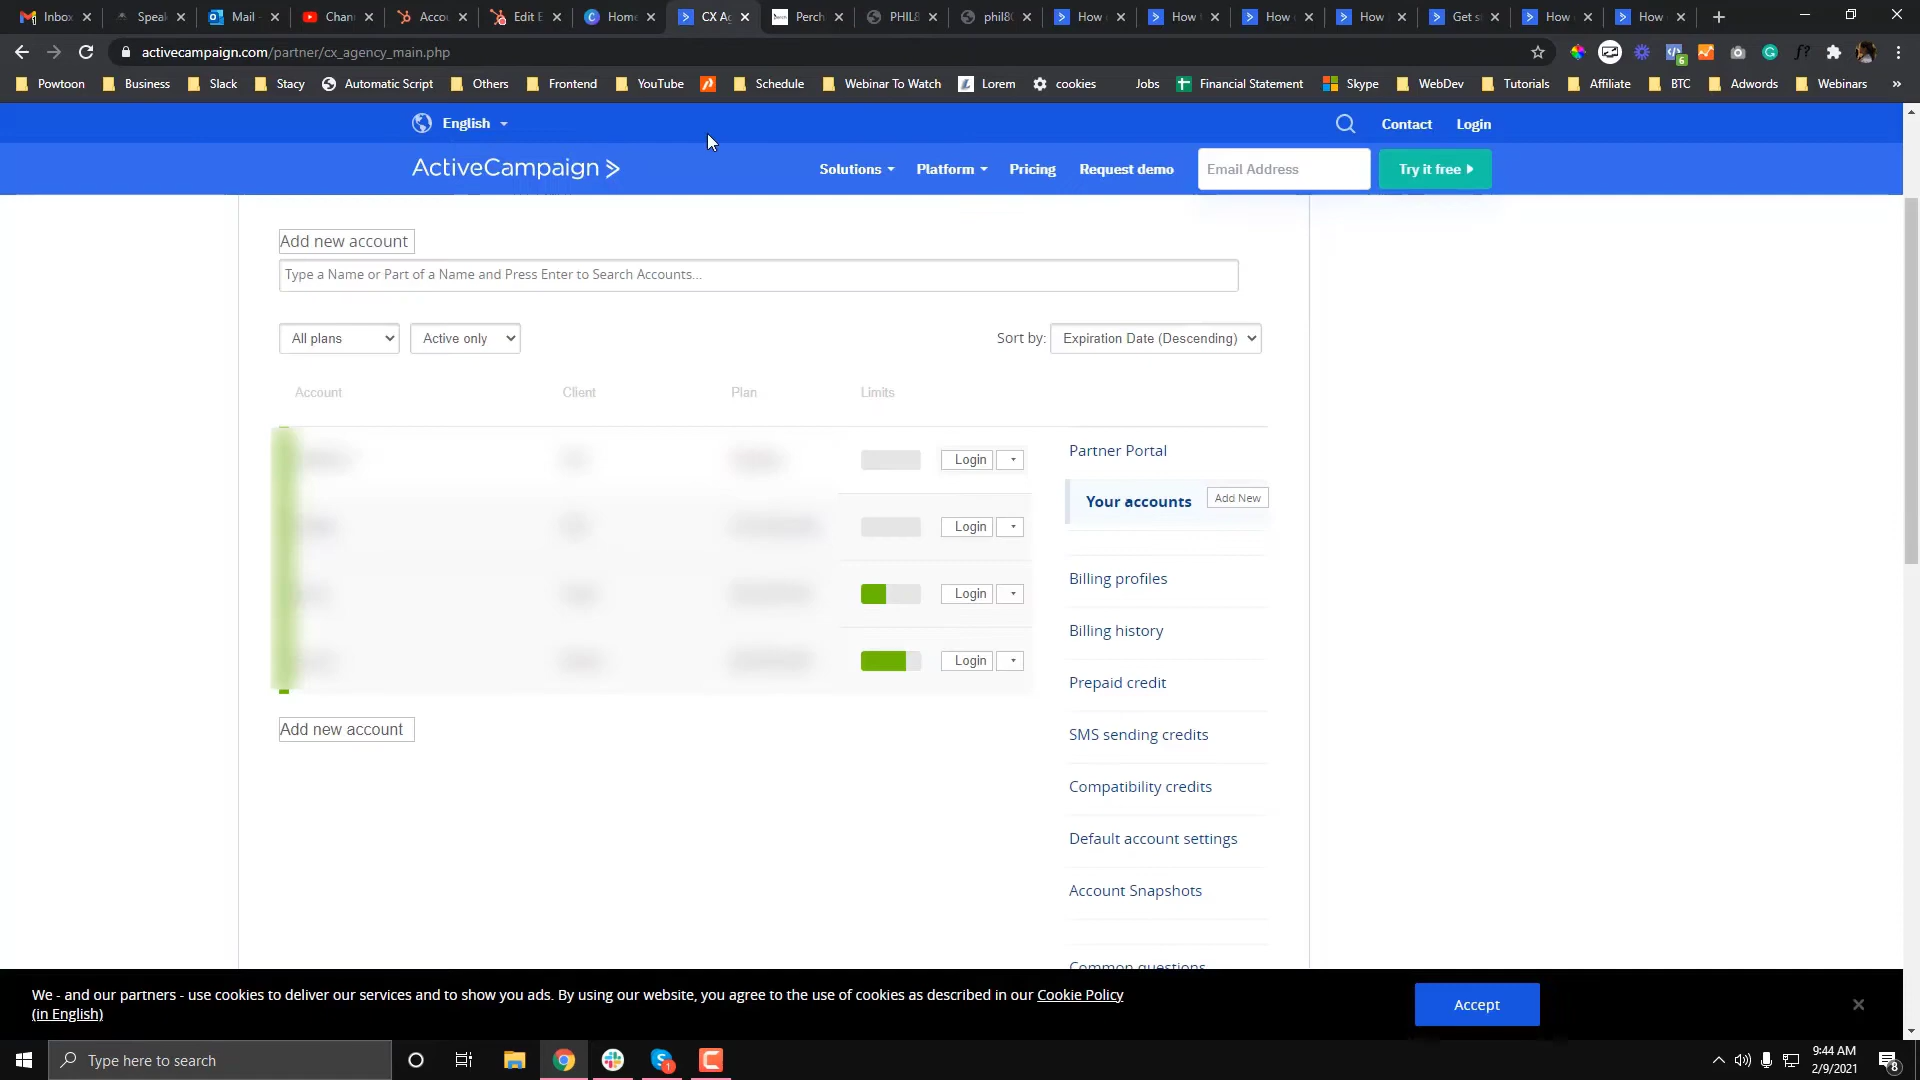 Inbox
Speal
Mail -
Chan
Accou
Edit E
Home
CX Ag
Perch
PHIL8
phil80
How c
How t
How c
How
Get s
How
How
activecampaign.com/partner/cx_agency_main.php
6
Powtoon
Business
Slack
Stacy
Automatic Script
Others
Frontend
YouTube
Schedule
Webinar To Watch
Lorem
cookies
Jobs
Financial Statement
Skype
WebDev
Tutorials
Affiliate
BTC
Adwords
Webinars
»
English
Contact
Login
ActiveCampaign >
Solutions
Platform
Pricing
Request demo
Email Address
Try it free
Add new account
Type a Name or Part of a Name and Press Enter to Search Accounts...
All plans
Active only
Sort by:
Expiration Date (Descending)
Account
Client
Plan
Limits
Login
Login
Login
Login
Partner Portal
Your accounts
Add New
Billing profiles
Billing history
Prepaid credit
SMS sending credits
Compatibility credits
Default account settings
Account Snapshots
Common questions
Add new account
We - and our partners - use cookies to deliver our services and to show you ads. By using our website, you agree to the use of cookies as described in our Cookie Policy
(in English)
Accept
Type here to search
1
9:44 AM
2/9/2021
8